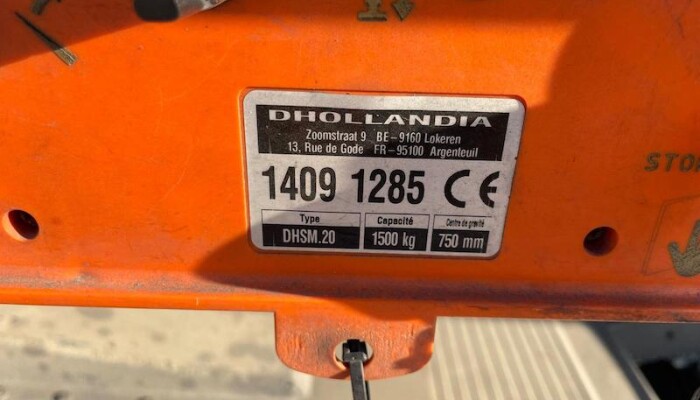 DHOLLANDIA
Zoomstraat 9 BE-9160 Lokeren
13, Rue de Gode FR-95100 Argenteuil
1409 1285 CE
Type Capacité Centre de gravité
DHSM.20 1500 kg 750 mm